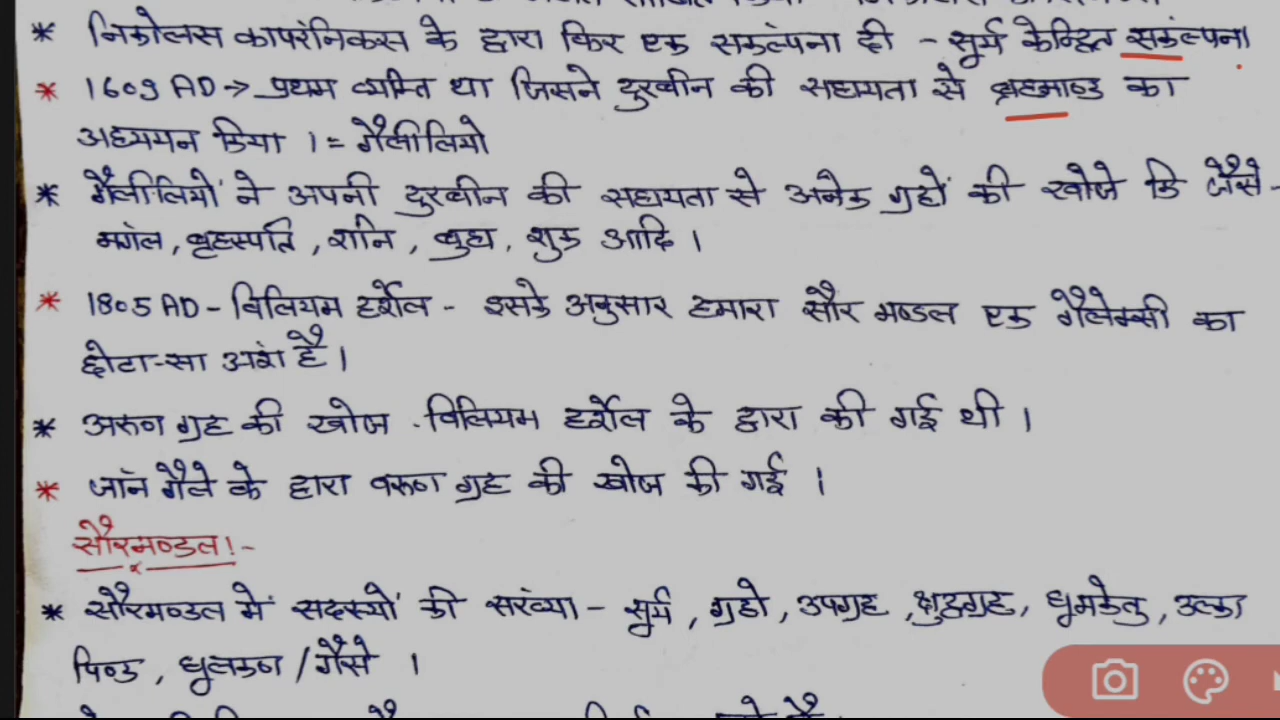 * निकोलस कापरनिकस के द्वारा फिर एक सकंल्पना दी - सूर्य केन्द्रित सकंल्पना
* 1609 AD → प्रथम व्यक्ति था जिसने दुरबीन की सहायता से ब्रह्माण्ड का
अध्ययन किया । = गैलीलियो
* गैलीलियों ने अपनी दुरबीन की सहायता से अनेक ग्रहों की खोजे कि जैसे -
मगंल, बृहस्पति, शनि, बुध, शुक्र आदि ।
* 1805 AD - विलियम हर्शेल - इसके अनुसार हमारा सौर मण्डल एक गैलेक्सी का
छोटा-सा अशं है ।
* अरुण ग्रह की खोज विलियम हर्शेल के द्वारा की गई थी ।
* जॉन गैले के द्वारा वरुण ग्रह की खोज की गई ।
सौरमण्डल :-
* सौरमण्डल में सदस्यों की सख्या - सूर्य, ग्रहो, उपग्रह, क्षुद्रग्रह, धूमकेतु, उल्का
पिण्ड, धूलकण / गैसे ।